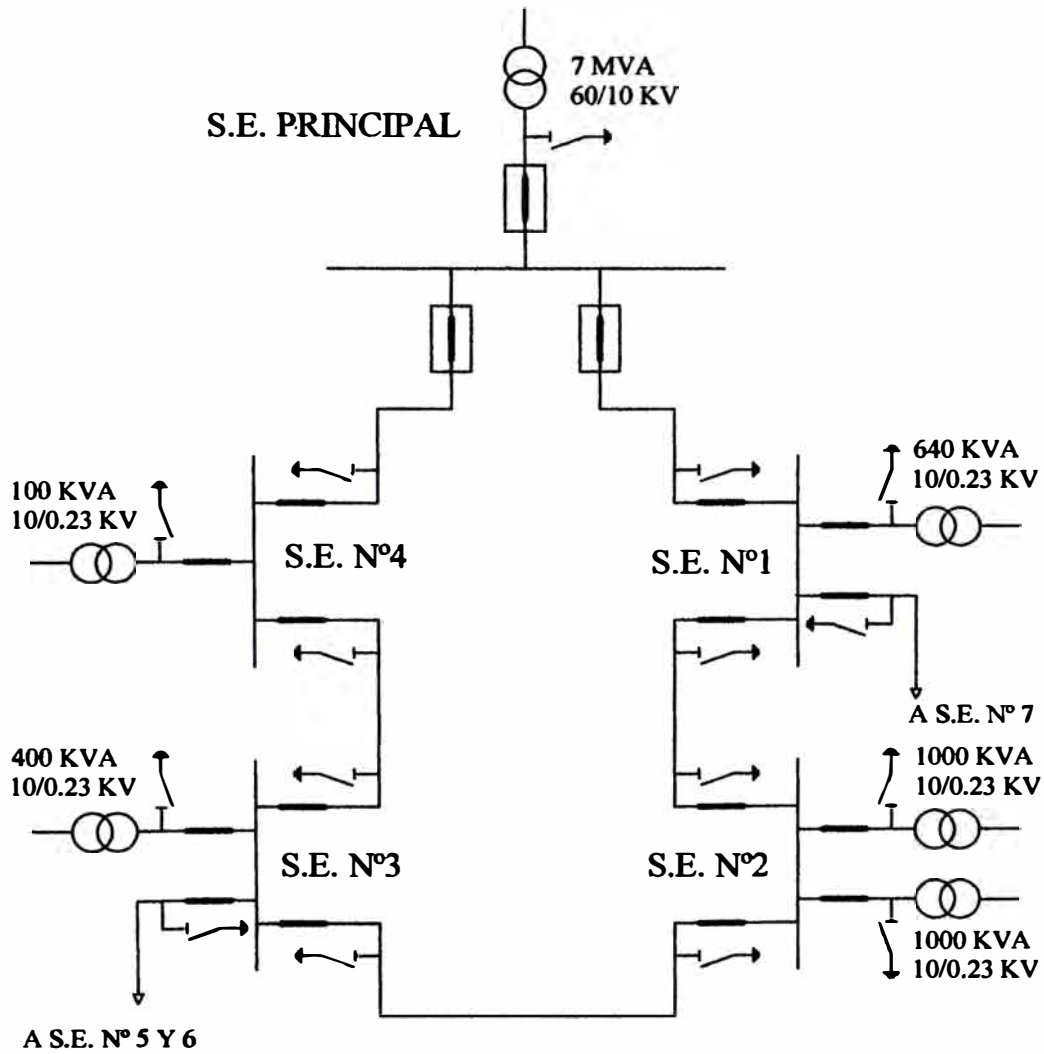 7 MVA
60/10 KV
S.E. PRINCIPAL
640 KVA
10/0.23 KV
100 KVA
10/0.23 KV
S.E. Nº4
S.E. Nº1
A S.E. Nº 7
400 KVA
10/0.23 KV
1000 KVA
10/0.23 KV
S.E. Nº3
S.E. Nº2
1000 KVA
10/0.23 KV
A S.E. Nº 5 Y 6